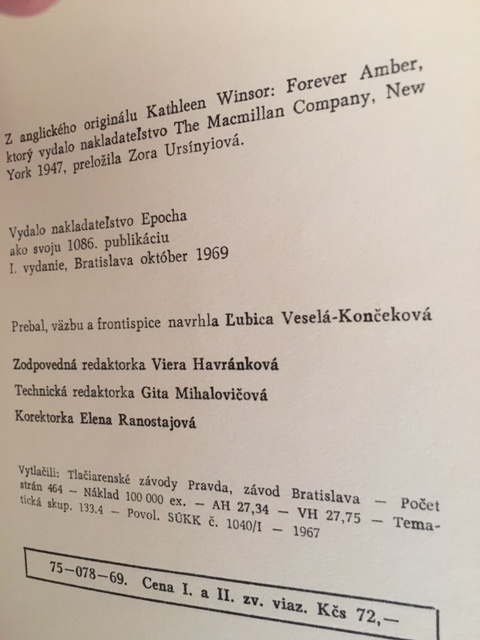 Z anglického originálu Kathleen Winsor: Forever Amber,
ktorý vydalo nakladateľstvo The Macmillan Company, New
York 1947, preložila Zora Ursínyiová.
Vydalo nakladateľstvo Epocha
ako svoju 1086. publikáciu
I. vydanie, Bratislava október 1969
Prebal, väzbu a frontispice navrhla Ľubica Veselá-Končeková
Zodpovedná redaktorka Viera Havránková
Technická redaktorka Gita Mihalovičová
Korektorka Elena Ranostajová
Vytlačili: Tlačiarenské závody Pravda, závod Bratislava — Počet
strán 464 — Náklad 100 000 ex. — AH 27,34 — VH 27,75 — Tema-
tická skup. 133.4 — Povol. SÚKK č. 1040/I — 1967
75—078—69. Cena I. a II. zv. viaz. Kčs 72,—